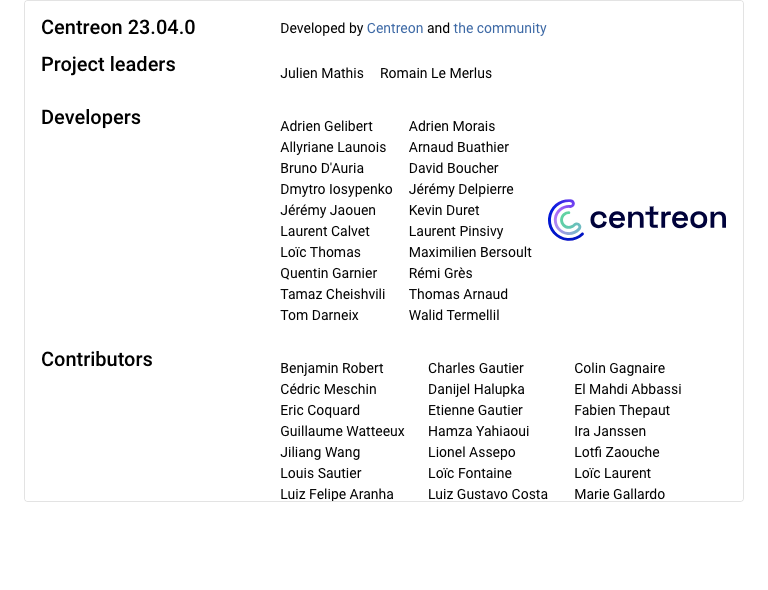 Centreon 23.04.0
Developed by Centreon and the community
Project leaders
Julien Mathis Romain Le Merlus
Developers
Adrien Gelibert Adrien Morais
Allyriane Launois Arnaud Buathier
Bruno D'Auria David Boucher
Dmytro Iosypenko Jérémy Delpierre
Jérémy Jaouen Kevin Duret
Laurent Calvet Laurent Pinsivy
Loïc Thomas Maximilien Bersoult
Quentin Garnier Rémi Grès
Tamaz Cheishvili Thomas Arnaud
Tom Darneix Walid Termellil
centreon
Contributors
Benjamin Robert Charles Gautier Colin Gagnaire
Cédric Meschin Danijel Halupka El Mahdi Abbassi
Eric Coquard Etienne Gautier Fabien Thepaut
Guillaume Watteeux Hamza Yahiaoui Ira Janssen
Jiliang Wang Lionel Assepo Lotfi Zaouche
Louis Sautier Loïc Fontaine Loïc Laurent
Luiz Felipe Aranha Luiz Gustavo Costa Marie Gallardo